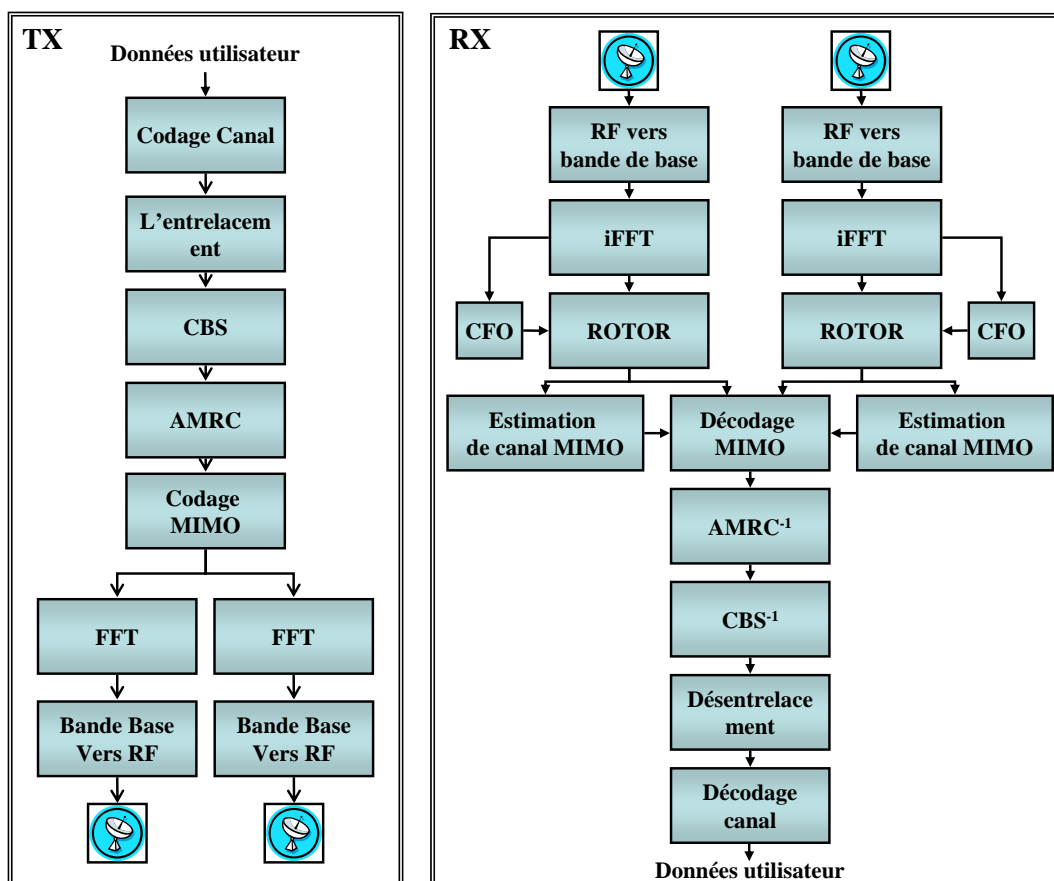 TX
Données utilisateur
Codage Canal
L'entrelacem
ent
CBS
AMRC
Codage
MIMO
FFT
FFT
Bande Base
Vers RF
Bande Base
Vers RF
RX
RF vers
bande de base
RF vers
bande de base
iFFT
iFFT
CFO
ROTOR
ROTOR
CFO
Estimation
de canal MIMO
Décodage
MIMO
Estimation
de canal MIMO
AMRC-1
CBS-1
Désentrelace
ment
Décodage
canal
Données utilisateur